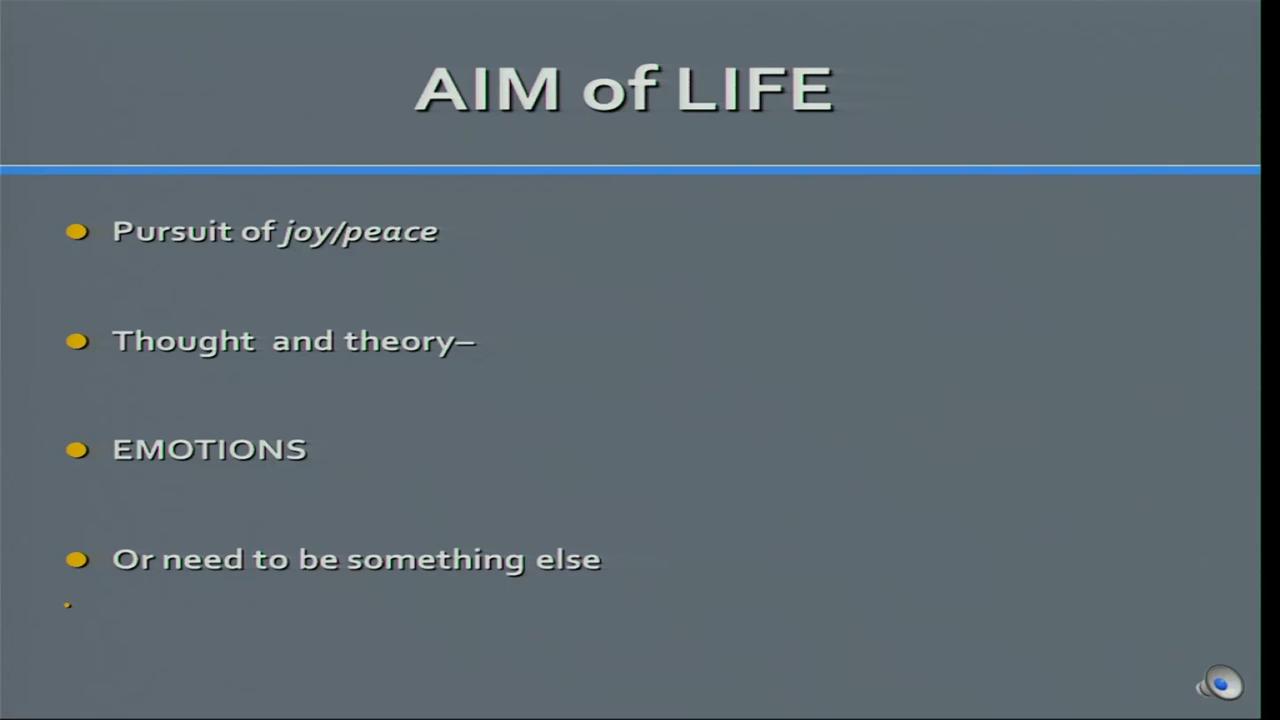 AIM of LIFE
Pursuit of joy/peace
Thought and theory–
EMOTIONS
Or need to be something else